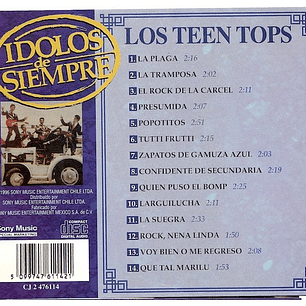 IDOLOS
de
SIEMPRE
LOS TEEN TOPS
1 LA PLAGA 2:16
2 LA TRAMPOSA 2:02
3 EL ROCK DE LA CARCEL 2:11
4 PRESUMIDA 2:07
5 POPOTITOS 2:51
6 TUTTI FRUTTI 2:15
7 ZAPATOS DE GAMUZA AZUL 2:03
8 CONFIDENTE DE SECUNDARIA 2:19
9 QUIEN PUSO EL BOMP 2:25
10 LARGUILUCHA 2:11
11 LA SUEGRA 2:33
12 ROCK, NENA LINDA 1:50
13 VOY BIEN O ME REGRESO 2:08
14 QUE TAL MARILU 1:53
1996 SONY MUSIC ENTERTAINMENT CHILE LTDA.
Distribuido por
SONY MUSIC ENTERTAINMENT CHILE LTDA.
Fabricado por
SONY MUSIC ENTERTAINMENT MEXICO S.A. de C.V.
Sony Music
COMPACT
disc
DIGITAL AUDIO
5 099747 611421
CJ 2 476114